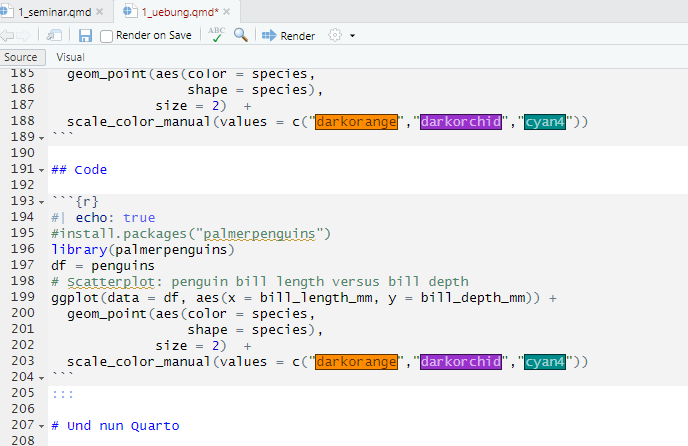 1_seminar.qmd × 1_uebung.qmd* ×
Render on Save ABC Render
Source Visual
185 geom_point(aes(color = species,
186 shape = species),
187 size = 2) +
188 scale_color_manual(values = c("darkorange","darkorchid","cyan4"))
189 ```
190
191 ## Code
192
193 ```{r}
194 #| echo: true
195 #install.packages("palmerpenguins")
196 library(palmerpenguins)
197 df = penguins
198 # Scatterplot: penguin bill length versus bill depth
199 ggplot(data = df, aes(x = bill_length_mm, y = bill_depth_mm)) +
200 geom_point(aes(color = species,
201 shape = species),
202 size = 2) +
203 scale_color_manual(values = c("darkorange","darkorchid","cyan4"))
204 ```
205 :::
206
207 # Und nun Quarto
208